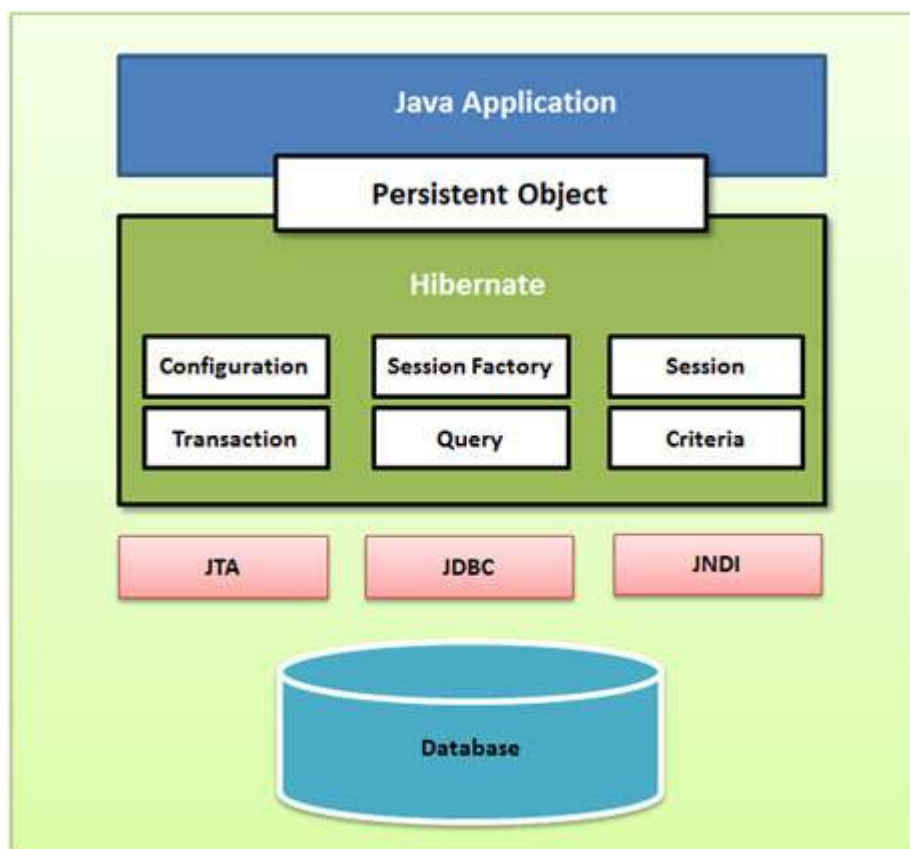 Java Application
Persistent Object
Hibernate
Configuration
Session Factory
Session
Transaction
Query
Criteria
JTA
JDBC
JNDI
Database